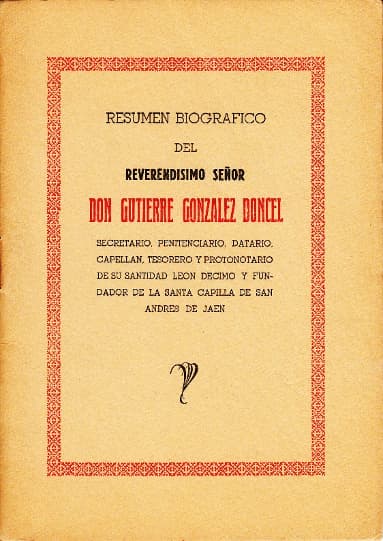 RESUMEN BIOGRAFICO
DEL
REVERENDISIMO SEÑOR
DON GUTIERRE GONZALEZ DONCEL
SECRETARIO, PENITENCIARIO, DATARIO,
CAPELLAN, TESORERO Y PROTONOTARIO
DE SU SANTIDAD LEON DECIMO Y FUN-
DADOR DE LA SANTA CAPILLA DE SAN
ANDRES DE JAEN